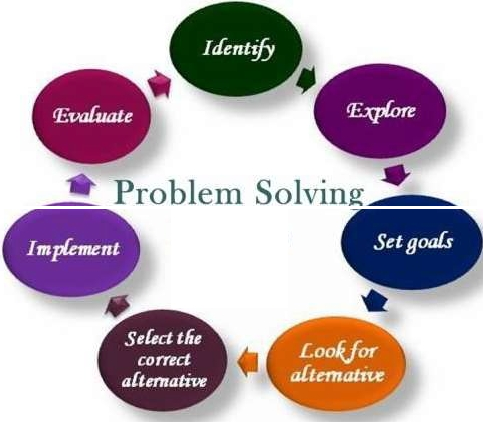 Identify
Explore
Set goals
Look for
alternative
Select the
correct
alternative
Implement
Evaluate
Problem Solving